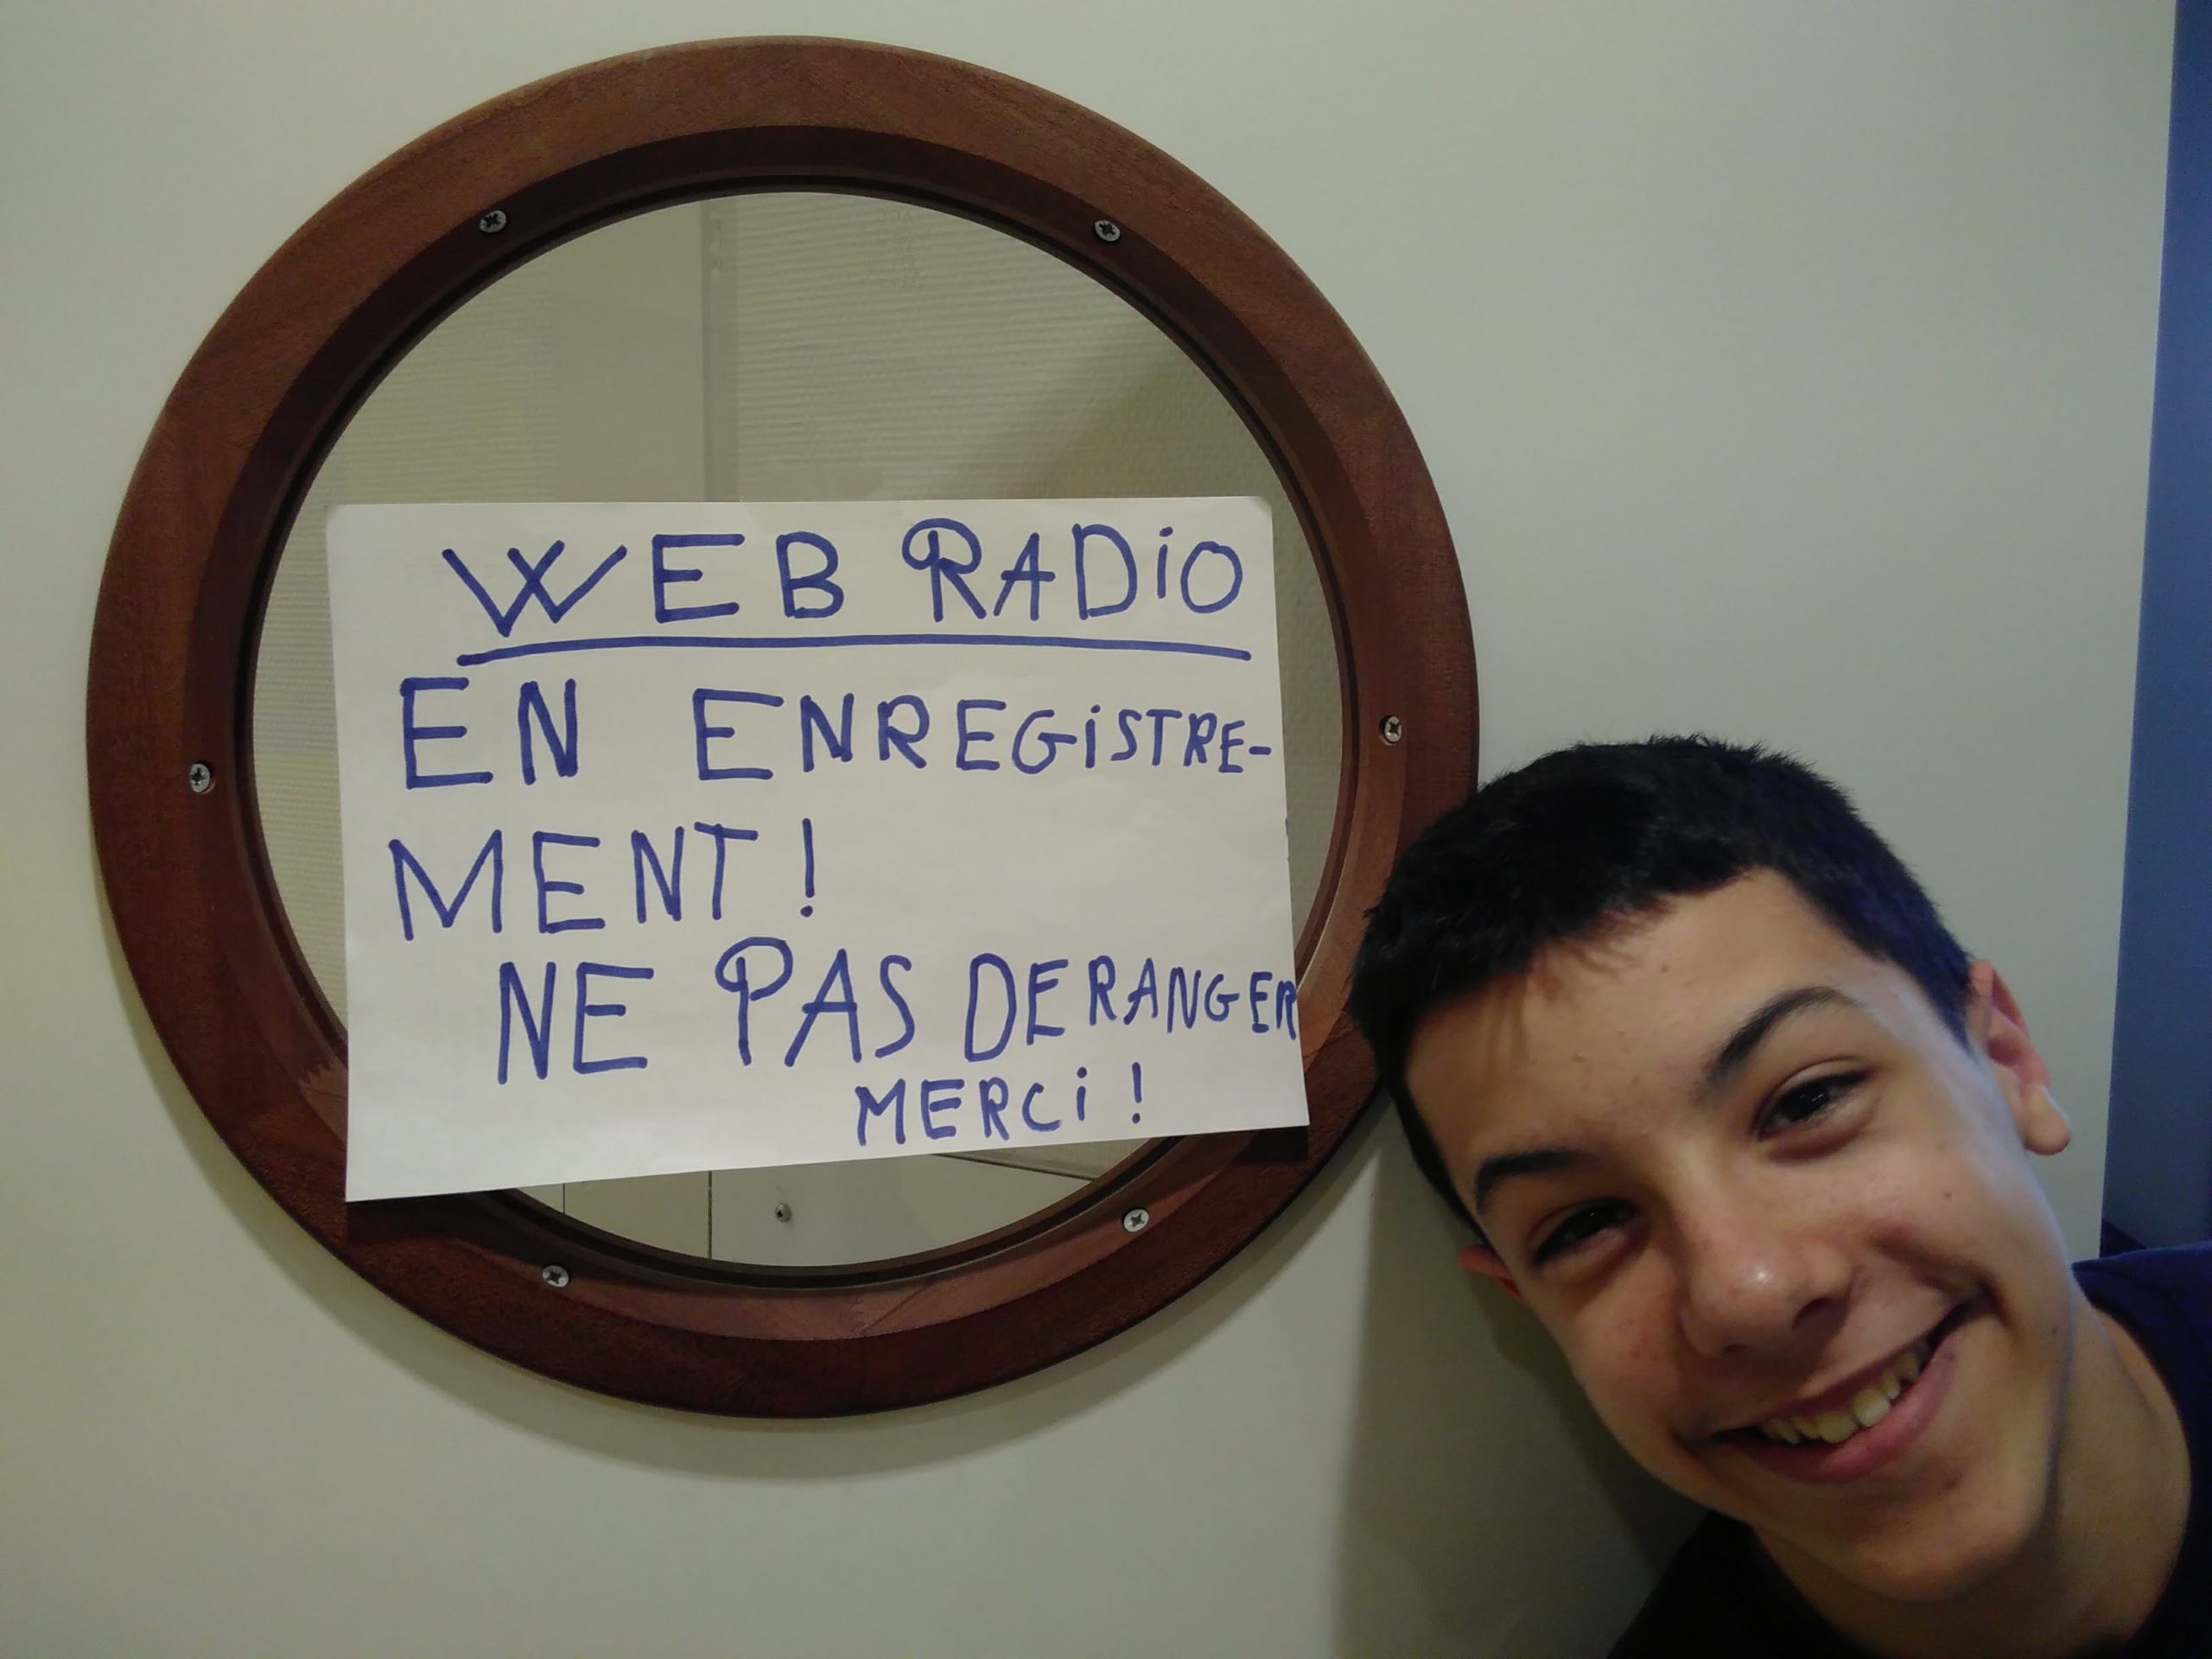 WEB RADiO
EN ENREGiSTRE-
MENT !
NE PAS DERANGER
MERCi !